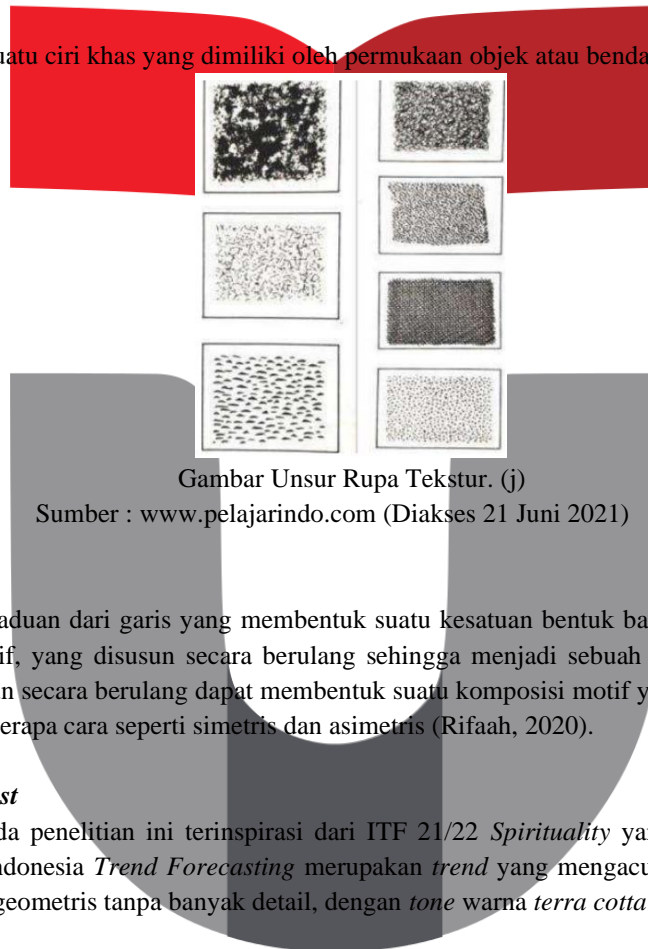 uatu ciri khas yang dimiliki oleh permukaan objek atau benda
Gambar Unsur Rupa Tekstur. (j)
Sumber : www.pelajarindo.com (Diakses 21 Juni 2021)
aduan dari garis yang membentuk suatu kesatuan bentuk ba
if, yang disusun secara berulang sehingga menjadi sebuah
n secara berulang dapat membentuk suatu komposisi motif y
erapa cara seperti simetris dan asimetris (Rifaah, 2020).
st
da penelitian ini terinspirasi dari ITF 21/22 Spirituality yan
ndonesia Trend Forecasting merupakan trend yang mengacu
geometris tanpa banyak detail, dengan tone warna terra cotta